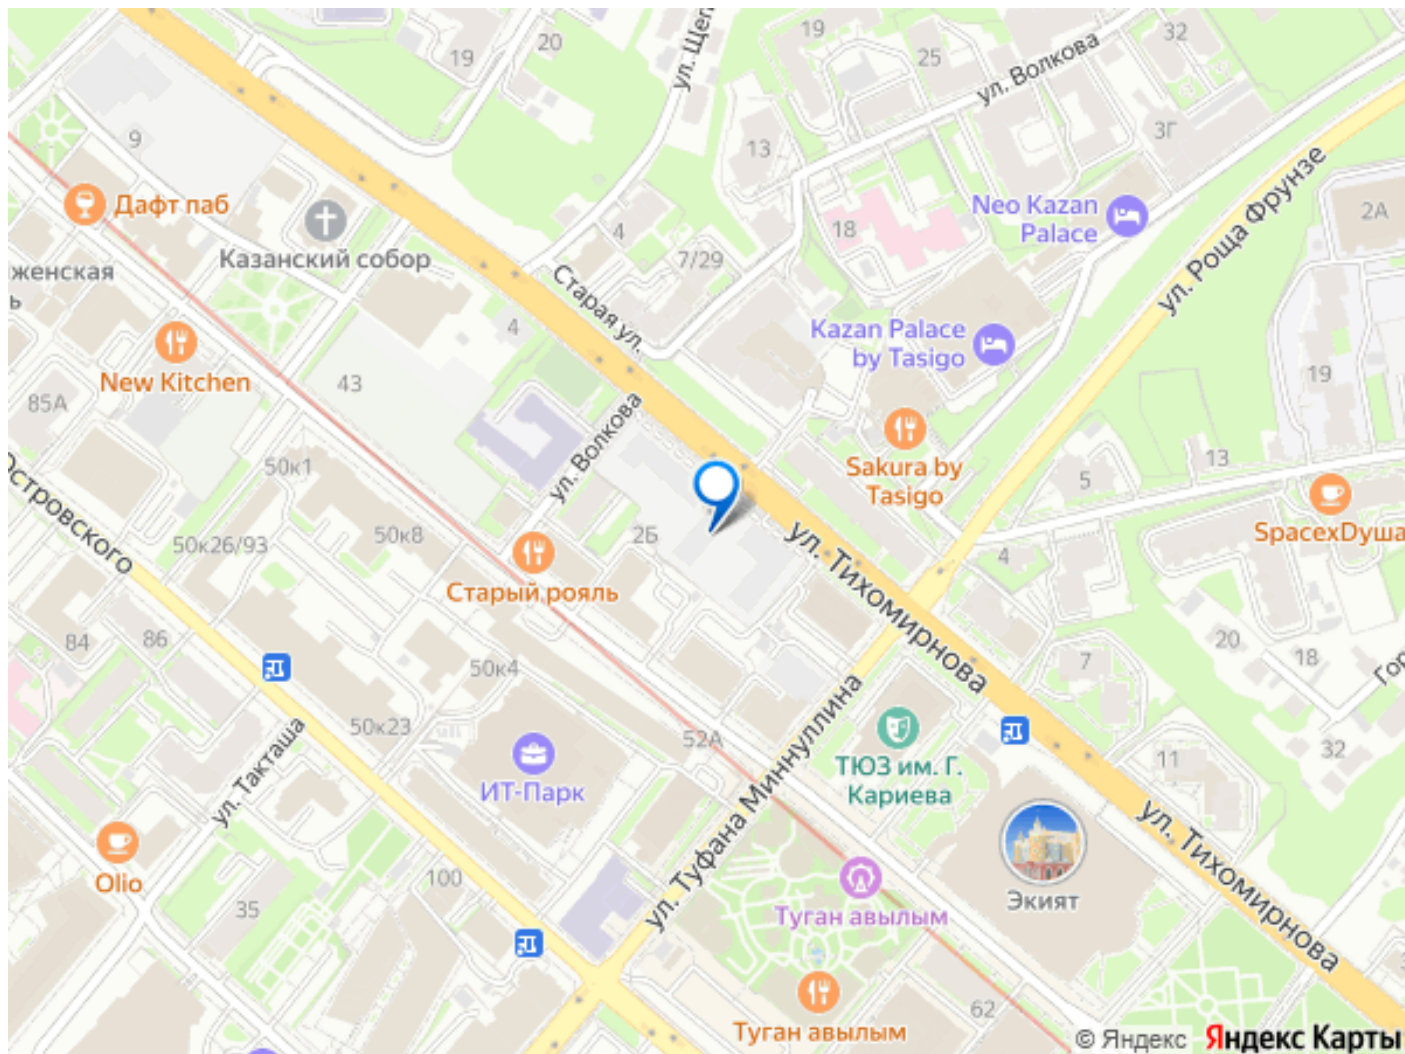 19
20
ул. Щеп
19
25
32
ул. Волкова
9
13
3Г
Дафт паб
Казанский собор
4
18
7/29
Neo Kazan
Palace
2А
ул. Роща Фрунзе
женская
ь
Старая ул.
4
Kazan Palace
by Tasigo
New Kitchen
43
85А
19
ул. Волкова
Sakura by
Tasigo
50к1
Островского
50к26/93
50к8
2Б
5
13
SpacexDуша
Старый рояль
ул. Тихомирнова
4
84
86
50к4
20
18
7
Гор
50к23
ул. Такташа
52А
ИТ-Парк
ТЮЗ им. Г.
Кариева
ул. Туфана Миннуллина
11
32
ул. Тихомирнова
Olio
100
35
Туган авылым
Экият
Туган авылым
62
3
© Яндекс Яндекс Карты